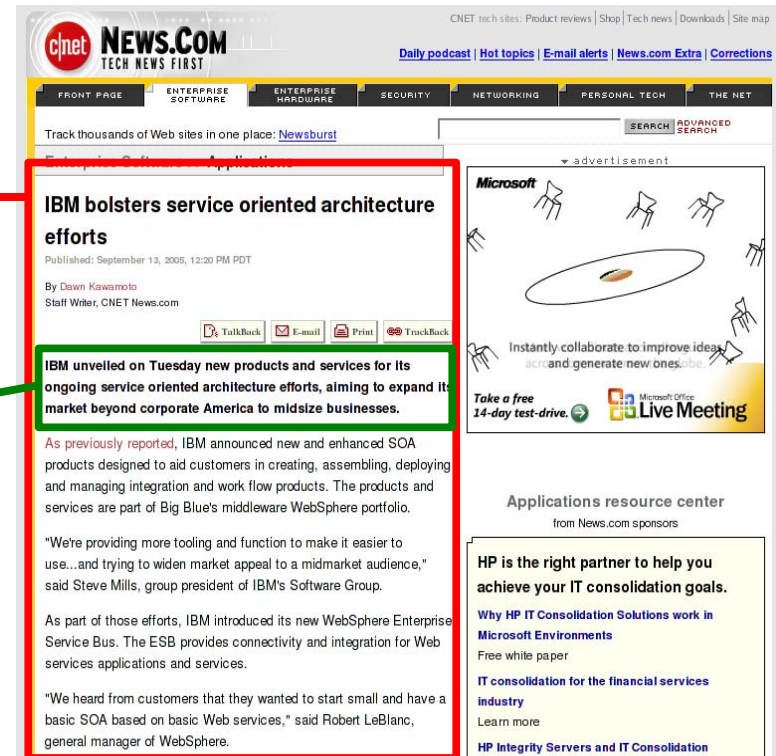 CNET tech sites: Product reviews | Shop | Tech news | Downloads | Site map
c|net NEWS.COM
TECH NEWS FIRST
Daily podcast | Hot topics | E-mail alerts | News.com Extra | Corrections
FRONT PAGE
ENTERPRISE SOFTWARE
ENTERPRISE HARDWARE
SECURITY
NETWORKING
PERSONAL TECH
THE NET
Track thousands of Web sites in one place: Newsburst
SEARCH ADVANCED SEARCH
Enterprise Software Applications
IBM bolsters service oriented architecture
efforts
Published: September 13, 2005, 12:20 PM PDT
By Dawn Kawamoto
Staff Writer, CNET News.com
TalkBack E-mail Print TrackBack
IBM unveiled on Tuesday new products and services for its
ongoing service oriented architecture efforts, aiming to expand its
market beyond corporate America to midsize businesses.
As previously reported, IBM announced new and enhanced SOA
products designed to aid customers in creating, assembling, deploying
and managing integration and work flow products. The products and
services are part of Big Blue's middleware WebSphere portfolio.
"We're providing more tooling and function to make it easier to
use...and trying to widen market appeal to a midmarket audience,"
said Steve Mills, group president of IBM's Software Group.
As part of those efforts, IBM introduced its new WebSphere Enterprise
Service Bus. The ESB provides connectivity and integration for Web
services applications and services.
"We heard from customers that they wanted to start small and have a
basic SOA based on basic Web services," said Robert LeBlanc,
general manager of WebSphere.
advertisement
Microsoft
Instantly collaborate to improve ideas
and generate new ones.
Take a free
14-day test-drive.
Microsoft Office
Live Meeting
Applications resource center
from News.com sponsors
HP is the right partner to help you
achieve your IT consolidation goals.
Why HP IT Consolidation Solutions work in
Microsoft Environments
Free white paper
IT consolidation for the financial services
industry
Learn more
HP Integrity Servers and IT Consolidation